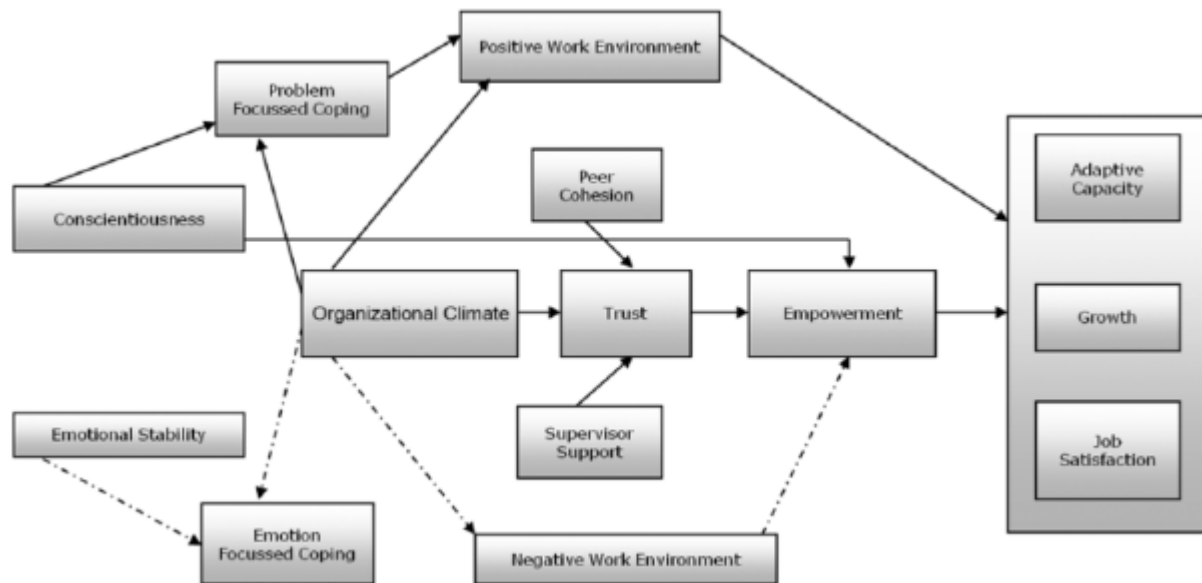 Positive Work Environment
Problem
Focussed Coping
Peer
Cohesion
Adaptive
Capacity
Conscientiousness
Organizational Climate
Trust
Empowerment
Growth
Emotional Stability
Supervisor
Support
Job
Satisfaction
Emotion
Focussed Coping
Negative Work Environment